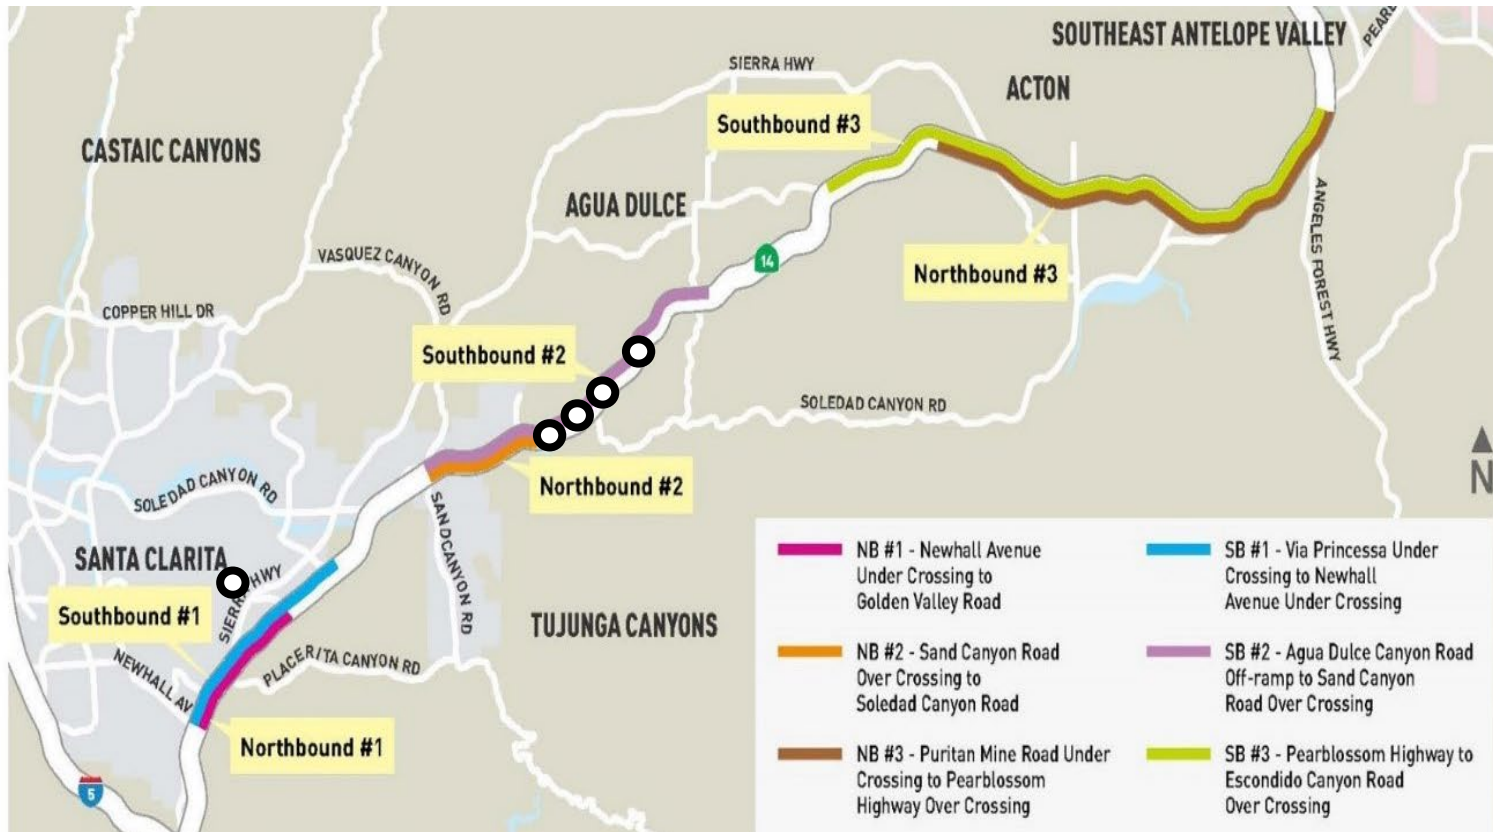 SOUTHEAST ANTELOPE VALLEY
SIERRA HWY
ACTON
Southbound #3
CASTAIC CANYONS
AGUA DULCE
ANGELES FOREST HWY
VASQUEZ CANYON RD
14
Northbound #3
COPPER HILL DR
Southbound #2
SOLEDAD CANYON RD
N
SOLEDAD CANYON RD
Northbound #2
SANDCANYON RD
SANTA CLARITA
SIERRA HWY
Southbound #1
TUJUNGA CANYONS
NEWHALL AV
PLACERITA CANYON RD
Northbound #1
5
NB #1 - Newhall Avenue
Under Crossing to
Golden Valley Road
NB #2 - Sand Canyon Road
Over Crossing to
Soledad Canyon Road
NB #3 - Puritan Mine Road Under
Crossing to Pearblossom
Highway Over Crossing
SB #1 - Via Princessa Under
Crossing to Newhall
Avenue Under Crossing
SB #2 - Agua Dulce Canyon Road
Off-ramp to Sand Canyon
Road Over Crossing
SB #3 - Pearblossom Highway to
Escondido Canyon Road
Over Crossing